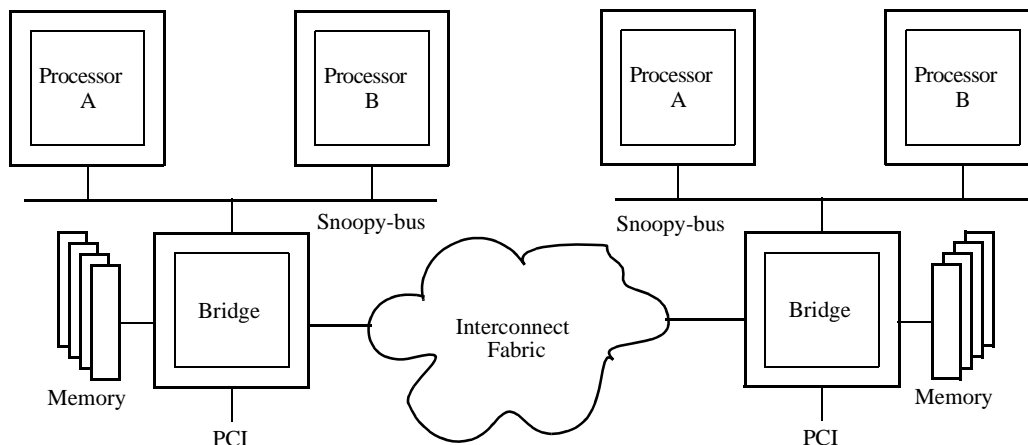 Processor
A
Processor
B
Processor
A
Processor
B
Snoopy-bus
Snoopy-bus
Bridge
Interconnect
Fabric
Bridge
Memory
Memory
PCI
PCI